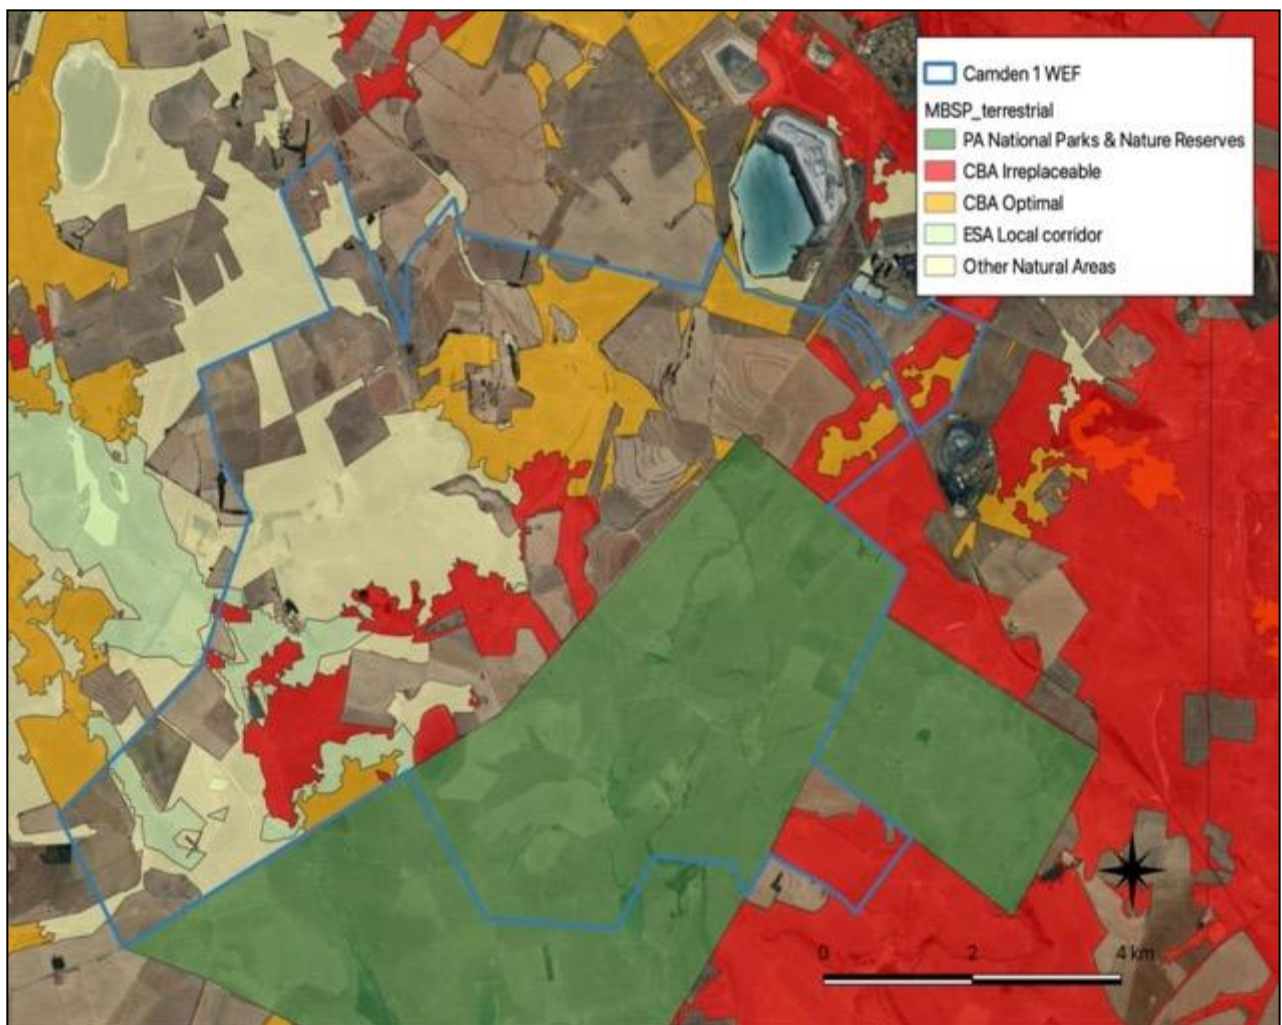 Camden 1 WEF
MBSP_terrestrial
PA National Parks & Nature Reserves
CBA Irreplaceable
CBA Optimal
ESA Local corridor
Other Natural Areas
0 2 4 km